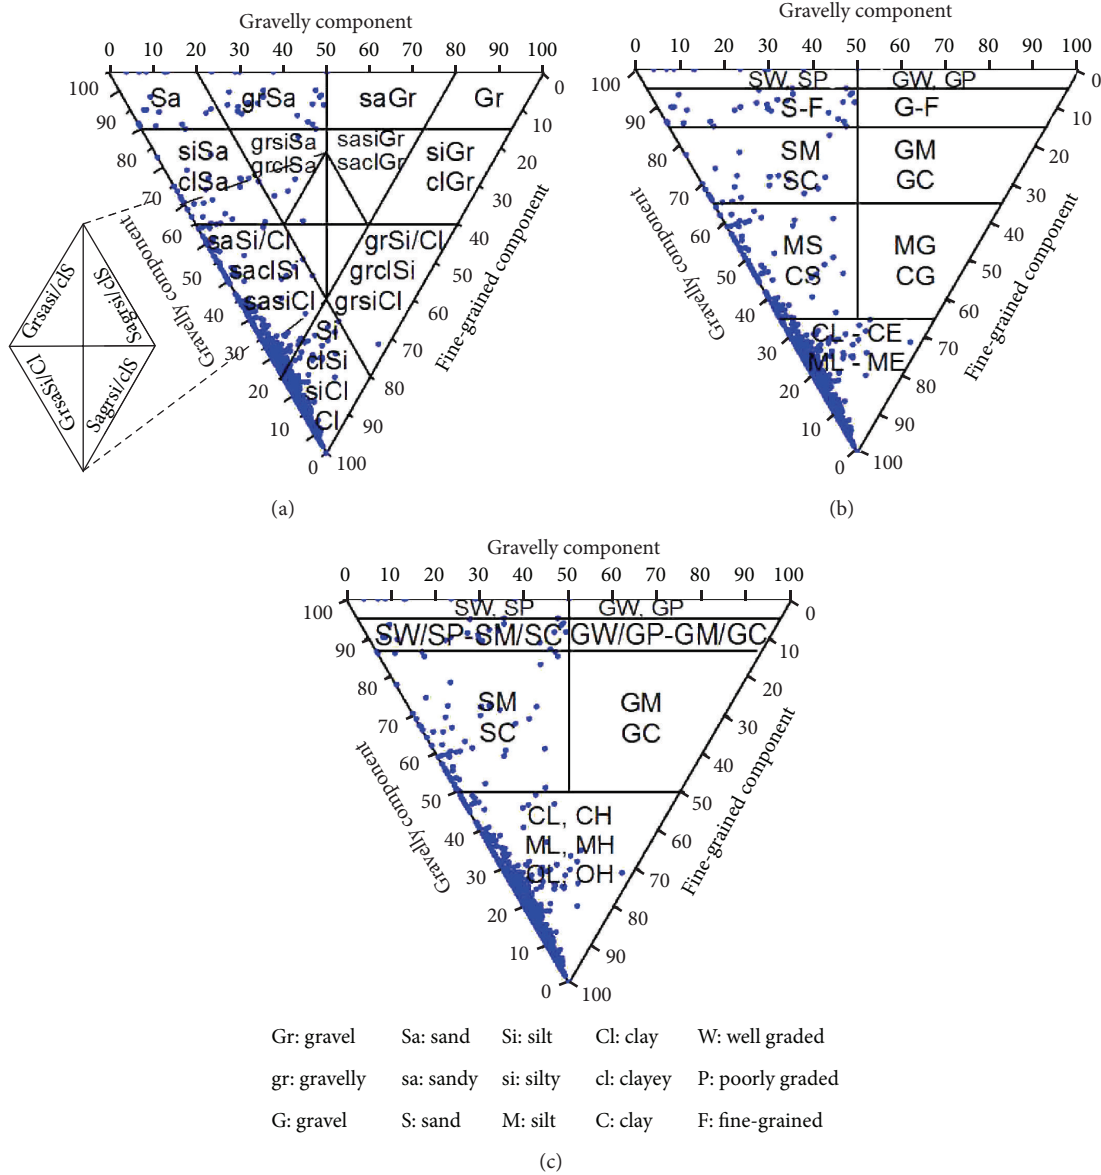 Gravelly component
0 10 20 30 40 50 60 70 80 90 100
100 90 80 70 60 50 40 30 20 10 0
Gravelly component
0 10 20 30 40 50 60 70 80 90 100
Fine-grained component
Sa grSa saGr Gr
siSa grsiSa sasiGr siGr
clSa grclSa saclGr clGr
saSi/Cl grSi/Cl
saclSi grclSi
sasiCl grsiCl
Si
clSi
siCl
Cl
Grsasi/clS
Sagrsi/clS
GrsaSi/Cl
Sagrsi/clS
(a)
Gravelly component
0 10 20 30 40 50 60 70 80 90 100
100 90 80 70 60 50 40 30 20 10 0
Gravelly component
0 10 20 30 40 50 60 70 80 90 100
Fine-grained component
SW, SP GW, GP
S-F G-F
SM GM
SC GC
MS MG
CS CG
CL - CE
ML - ME
(b)
Gravelly component
0 10 20 30 40 50 60 70 80 90 100
100 90 80 70 60 50 40 30 20 10 0
Gravelly component
0 10 20 30 40 50 60 70 80 90 100
Fine-grained component
SW, SP GW, GP
SW/SP-SM/SC GW/GP-GM/GC
SM GM
SC GC
CL, CH
ML, MH
OL, OH
Gr: gravel Sa: sand Si: silt Cl: clay W: well graded
gr: gravelly sa: sandy si: silty cl: clayey P: poorly graded
G: gravel S: sand M: silt C: clay F: fine-grained
(c)